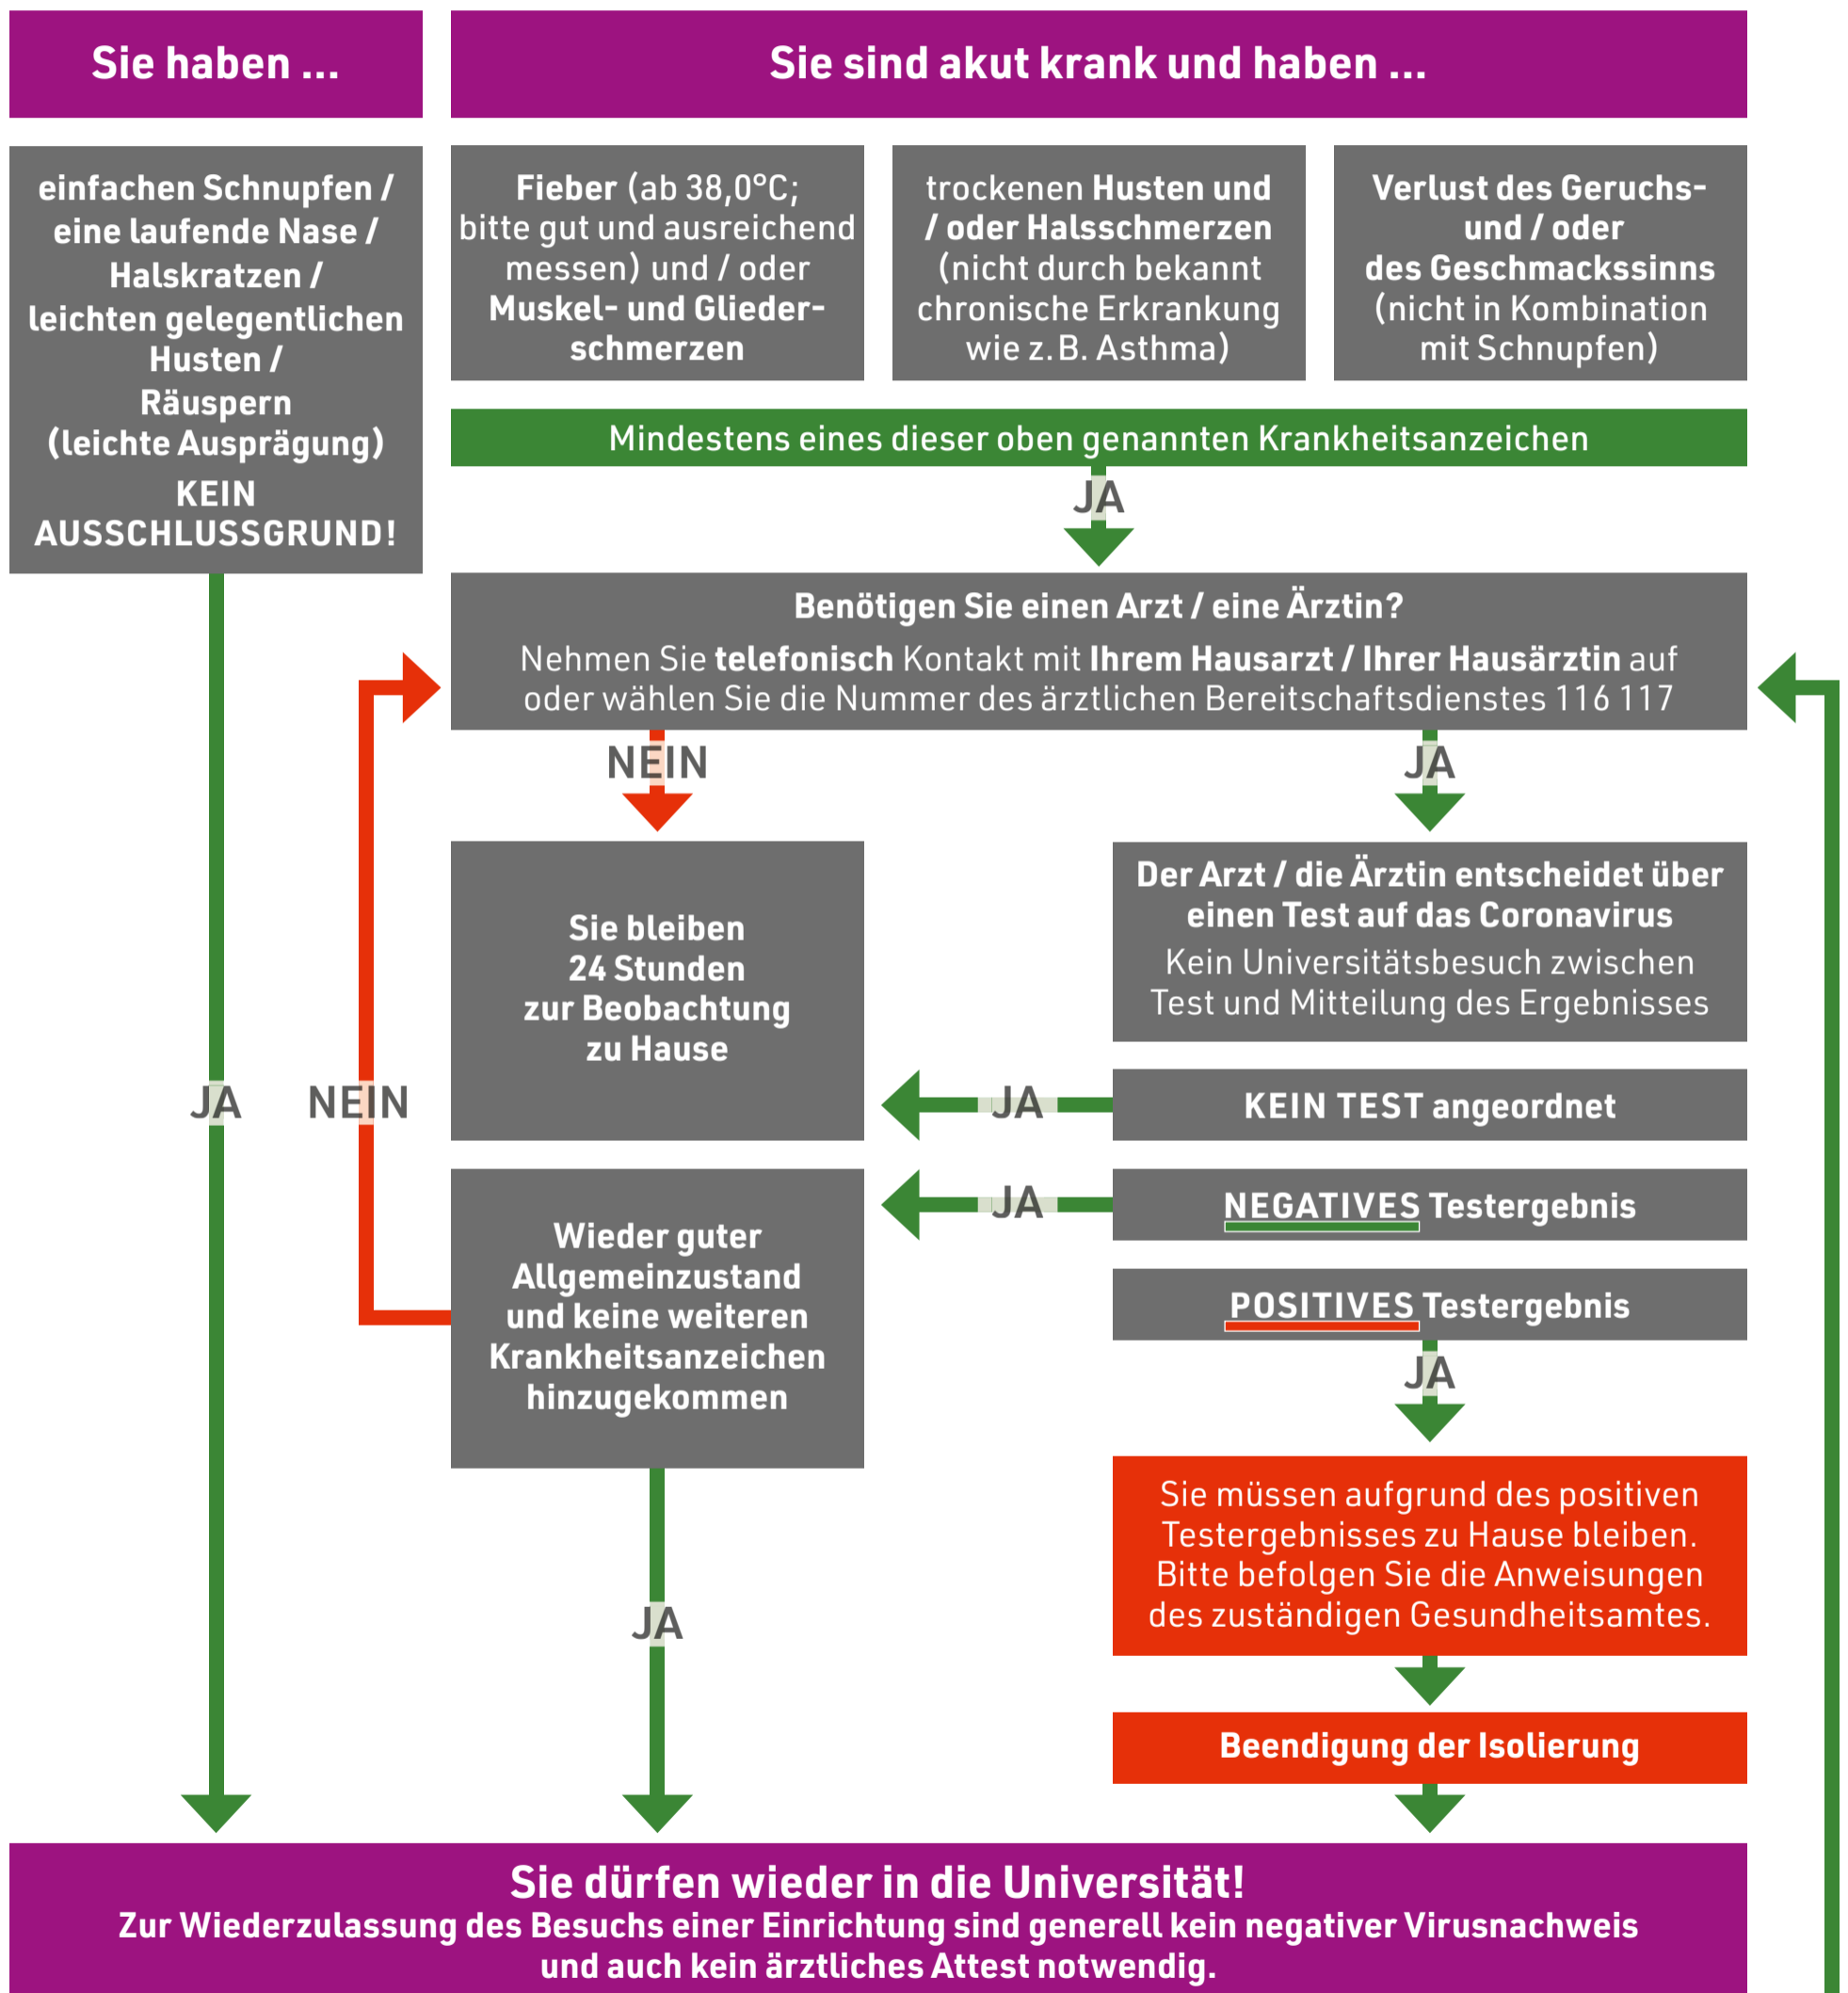 Sie haben ...
einfachen Schnupfen /
eine laufende Nase /
Halskratzen /
leichten gelegentlichen
Husten /
Räuspern
(leichte Ausprägung)
KEIN
AUSSCHLUSSGRUND!
JA
Sie sind akut krank und haben ...
Fieber (ab 38,0°C;
bitte gut und ausreichend
messen) und / oder
Muskel- und Glieder-
schmerzen
trockenen Husten und
/ oder Halsschmerzen
(nicht durch bekannt
chronische Erkrankung
wie z. B. Asthma)
Verlust des Geruchs-
und / oder
des Geschmackssinns
(nicht in Kombination
mit Schnupfen)
Mindestens eines dieser oben genannten Krankheitsanzeichen
JA
Benötigen Sie einen Arzt / eine Ärztin?
Nehmen Sie telefonisch Kontakt mit Ihrem Hausarzt / Ihrer Hausärztin auf
oder wählen Sie die Nummer des ärztlichen Bereitschaftsdienstes 116 117
NEIN
JA
Sie bleiben
24 Stunden
zur Beobachtung
zu Hause
Der Arzt / die Ärztin entscheidet über
einen Test auf das Coronavirus
Kein Universitätsbesuch zwischen
Test und Mitteilung des Ergebnisses
NEIN
JA
KEIN TEST angeordnet
JA
NEGATIVES Testergebnis
Wieder guter
Allgemeinzustand
und keine weiteren
Krankheitsanzeichen
hinzugekommen
POSITIVES Testergebnis
JA
Sie müssen aufgrund des positiven
Testergebnisses zu Hause bleiben.
Bitte befolgen Sie die Anweisungen
des zuständigen Gesundheitsamtes.
JA
Beendigung der Isolierung
Sie dürfen wieder in die Universität!
Zur Wiederzulassung des Besuchs einer Einrichtung sind generell kein negativer Virusnachweis
und auch kein ärztliches Attest notwendig.